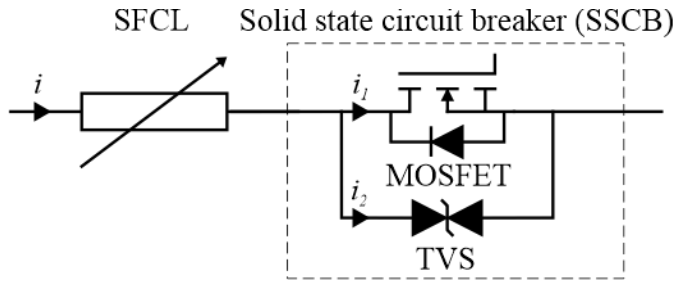 SFCL Solid state circuit breaker (SSCB)
i i₁
MOSFET
i₂
TVS